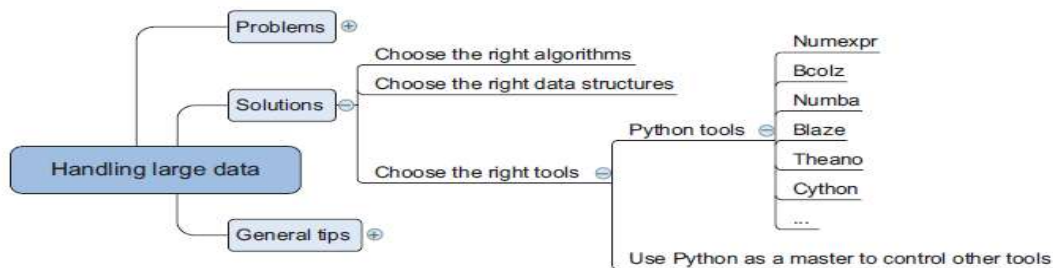 Handling large data
Problems
Solutions
Choose the right algorithms
Choose the right data structures
Choose the right tools
Python tools
Numexpr
Bcolz
Numba
Blaze
Theano
Cython
...
Use Python as a master to control other tools
General tips